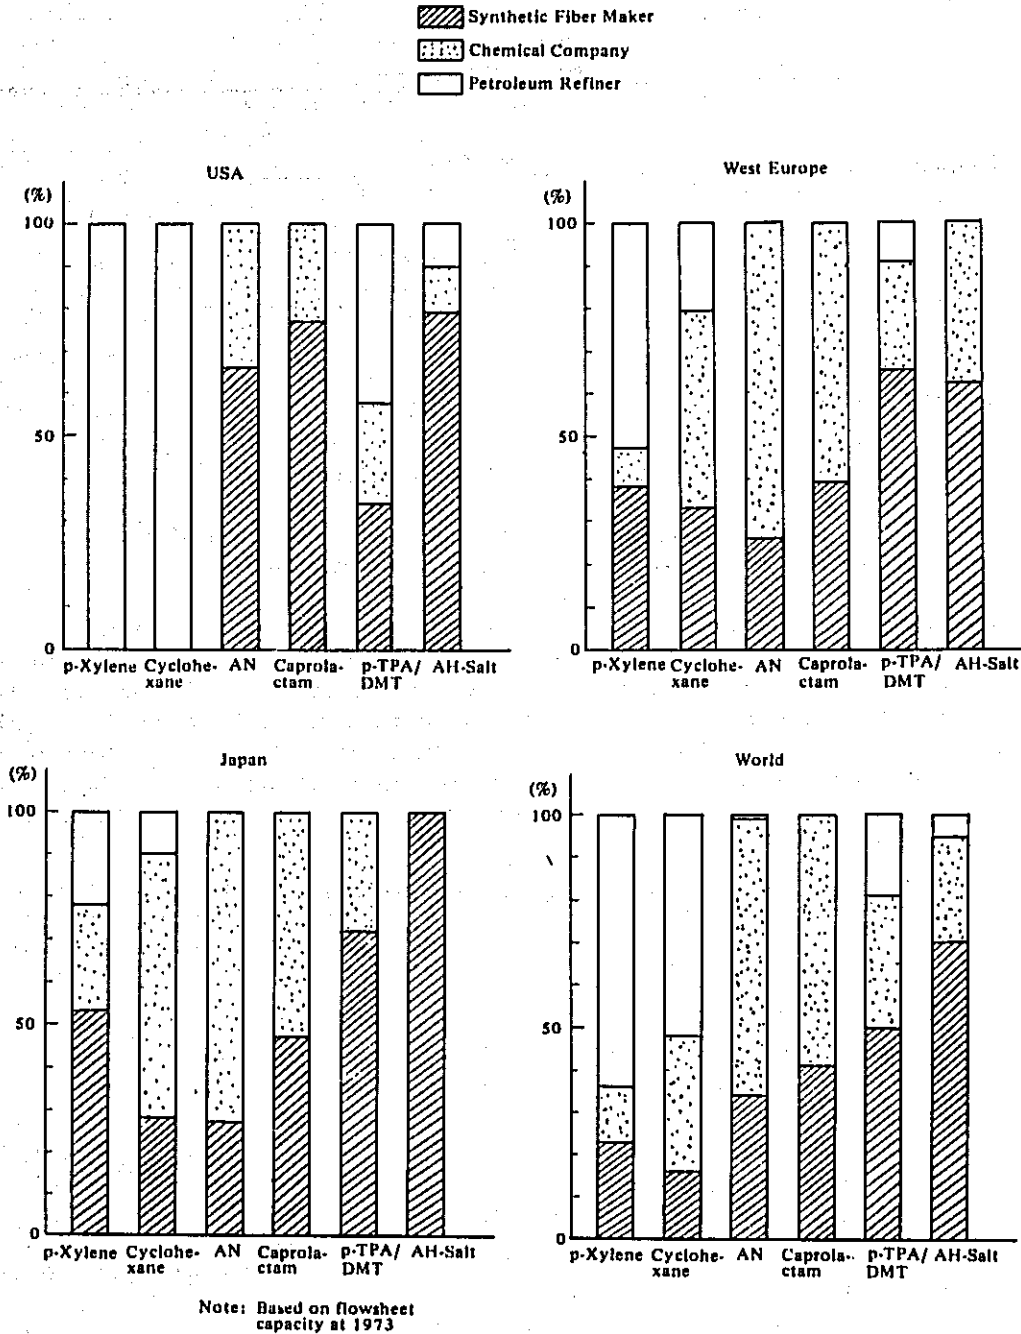 Synthetic Fiber Maker
Chemical Company
Petroleum Refiner
USA
(%)
100
50
0
p-Xylene Cyclohe-xane AN Caprola-ctam p-TPA/DMT AH-Salt
West Europe
(%)
100
50
0
p-Xylene Cyclohe-xane AN Caprola-ctam p-TPA/DMT AH-Salt
Japan
(%)
100
50
0
p-Xylene Cyclohe-xane AN Caprola-ctam p-TPA/DMT AH-Salt
World
(%)
100
50
0
p-Xylene Cyclohe-xane AN Caprola-ctam p-TPA/DMT AH-Salt
Note: Based on flowsheet
capacity at 1973